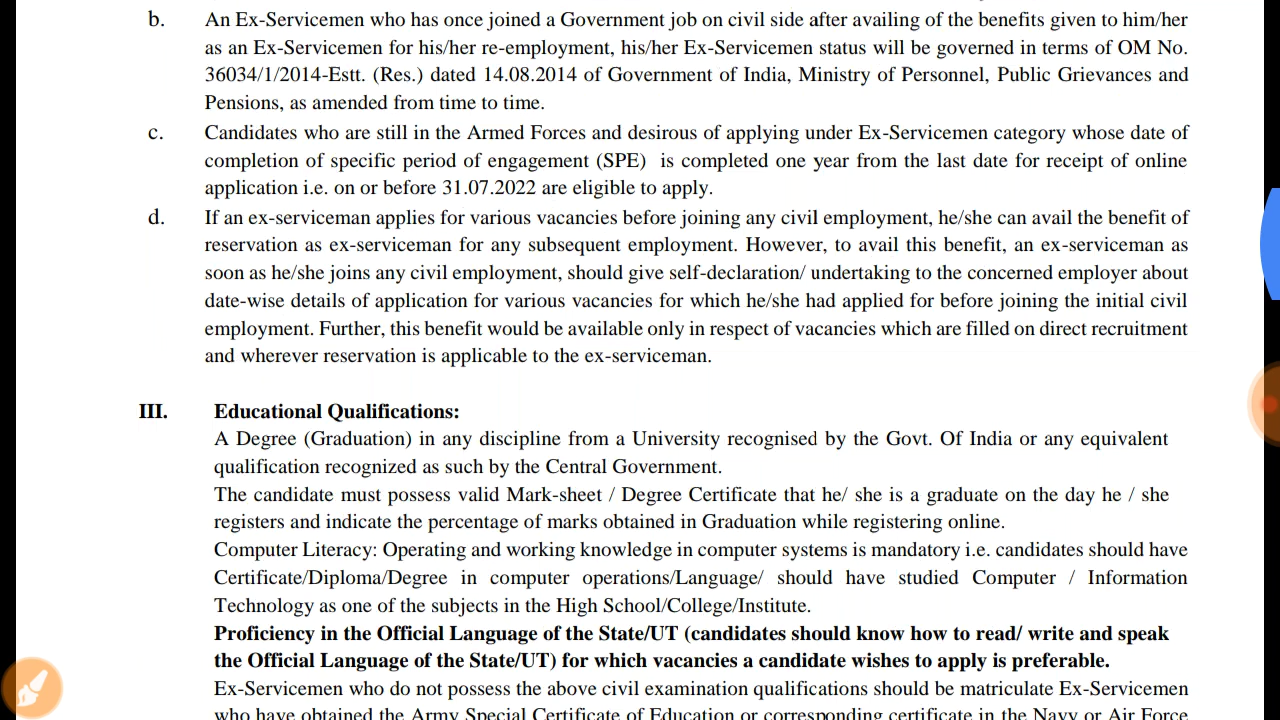 b. An Ex-Servicemen who has once joined a Government job on civil side after availing of the benefits given to him/her
as an Ex-Servicemen for his/her re-employment, his/her Ex-Servicemen status will be governed in terms of OM No.
36034/1/2014-Estt. (Res.) dated 14.08.2014 of Government of India, Ministry of Personnel, Public Grievances and
Pensions, as amended from time to time.
c. Candidates who are still in the Armed Forces and desirous of applying under Ex-Servicemen category whose date of
completion of specific period of engagement (SPE) is completed one year from the last date for receipt of online
application i.e. on or before 31.07.2022 are eligible to apply.
d. If an ex-serviceman applies for various vacancies before joining any civil employment, he/she can avail the benefit of
reservation as ex-serviceman for any subsequent employment. However, to avail this benefit, an ex-serviceman as
soon as he/she joins any civil employment, should give self-declaration/ undertaking to the concerned employer about
date-wise details of application for various vacancies for which he/she had applied for before joining the initial civil
employment. Further, this benefit would be available only in respect of vacancies which are filled on direct recruitment
and wherever reservation is applicable to the ex-serviceman.
III. Educational Qualifications:
A Degree (Graduation) in any discipline from a University recognised by the Govt. Of India or any equivalent
qualification recognized as such by the Central Government.
The candidate must possess valid Mark-sheet / Degree Certificate that he/ she is a graduate on the day he / she
registers and indicate the percentage of marks obtained in Graduation while registering online.
Computer Literacy: Operating and working knowledge in computer systems is mandatory i.e. candidates should have
Certificate/Diploma/Degree in computer operations/Language/ should have studied Computer / Information
Technology as one of the subjects in the High School/College/Institute.
Proficiency in the Official Language of the State/UT (candidates should know how to read/ write and speak
the Official Language of the State/UT) for which vacancies a candidate wishes to apply is preferable.
Ex-Servicemen who do not possess the above civil examination qualifications should be matriculate Ex-Servicemen
who have obtained the Army Special Certificate of Education or corresponding certificate in the Navy or Air Force